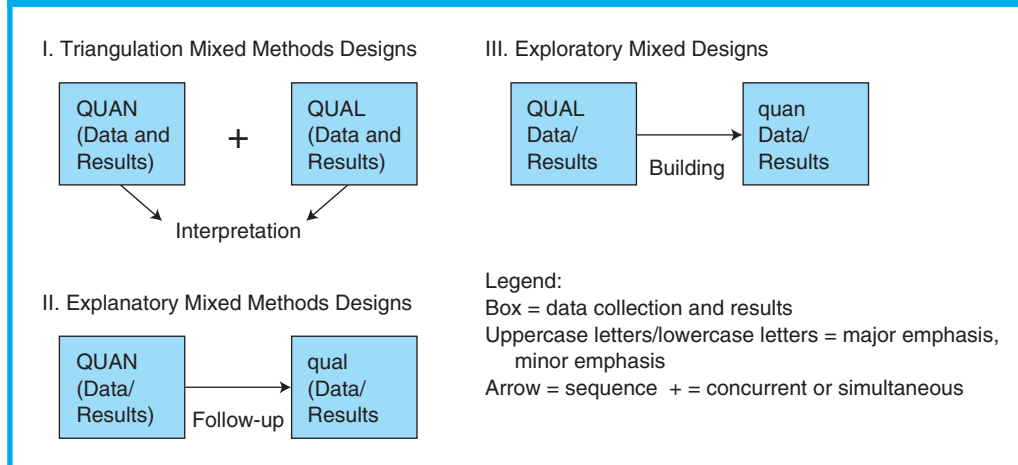 I. Triangulation Mixed Methods Designs
QUAN
(Data and
Results)
+
QUAL
(Data and
Results)
Interpretation
II. Explanatory Mixed Methods Designs
QUAN
(Data/
Results)
Follow-up
qual
(Data/
Results
III. Exploratory Mixed Designs
QUAL
Data/
Results
Building
quan
Data/
Results
Legend:
Box = data collection and results
Uppercase letters/lowercase letters = major emphasis,
minor emphasis
Arrow = sequence + = concurrent or simultaneous